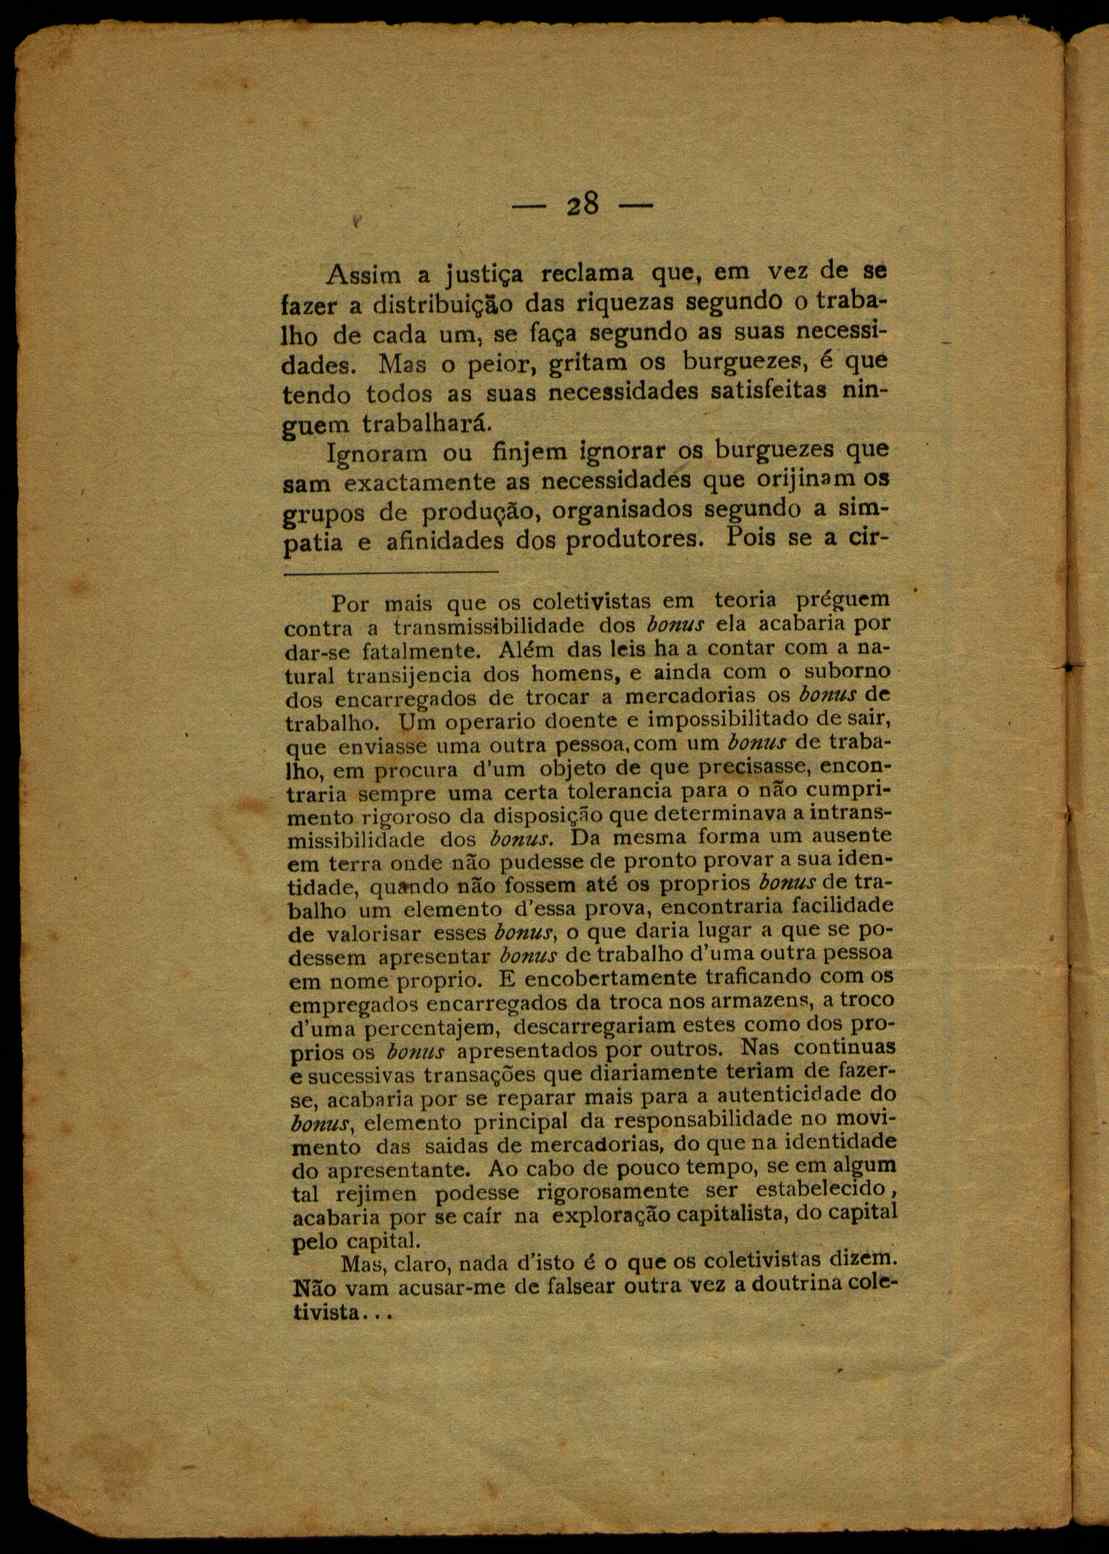 — 28 —
Assim a justiça reclama que, em vez de se
fazer a distribuição das riquezas segundo o traba-
lho de cada um, se faça segundo as suas necessi-
dades. Mas o peior, gritam os burguezes, é que
tendo todos as suas necessidades satisfeitas nin-
guem trabalhará.
Ignoram ou finjem ignorar os burguezes que
sam exactamente as necessidades que orijinam os
grupos de produção, organisados segundo a sim-
patia e afinidades dos produtores. Pois se a cir-
Por mais que os coletivistas em teoria préguem
contra a transmissibilidade dos bonus ela acabaria por
dar-se fatalmente. Além das leis ha a contar com a na-
tural transijencia dos homens, e ainda com o suborno
dos encarregados de trocar a mercadorias os bonus de
trabalho. Um operario doente e impossibilitado de sair,
que enviasse uma outra pessoa, com um bonus de traba-
lho, em procura d'um objeto de que precisasse, encon-
traria sempre uma certa tolerancia para o não cumpri-
mento rigoroso da disposição que determinava a intrans-
missibilidade dos bonus. Da mesma forma um ausente
em terra onde não pudesse de pronto provar a sua iden-
tidade, quando não fossem até os proprios bonus de tra-
balho um elemento d'essa prova, encontraria facilidade
de valorisar esses bonus, o que daria lugar a que se po-
dessem apresentar bonus de trabalho d'uma outra pessoa
em nome proprio. E encobertamente traficando com os
empregados encarregados da troca nos armazens, a troco
d'uma percentajem, descarregariam estes como dos pro-
prios os bonus apresentados por outros. Nas continuas
e sucessivas transações que diariamente teriam de fazer-
se, acabaria por se reparar mais para a autenticidade do
bonus, elemento principal da responsabilidade no movi-
mento das saidas de mercadorias, do que na identidade
do apresentante. Ao cabo de pouco tempo, se em algum
tal rejimen podesse rigorosamente ser estabelecido,
acabaria por se caír na exploração capitalista, do capital
pelo capital.
Mas, claro, nada d'isto é o que os coletivistas dizem.
Não vam acusar-me de falsear outra vez a doutrina cole-
tivista...